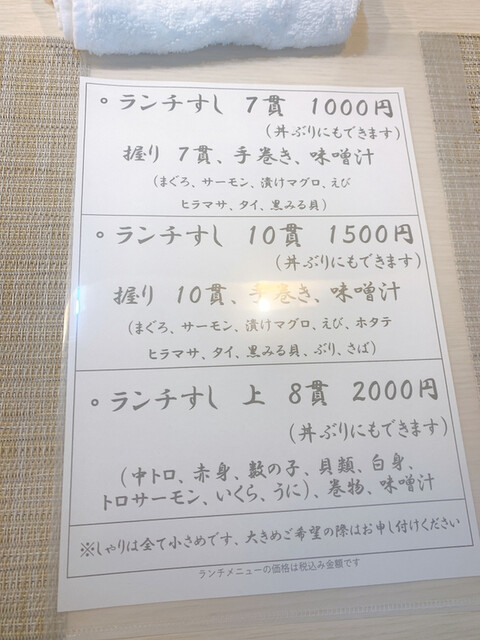 ◦ ランチすし 7貫 1000円
(丼ぶりにもできます)
握り 7貫、手巻き、味噌汁
(まぐろ、サーモン、漬けマグロ、えび
ヒラマサ、タイ、黒みる貝)
◦ ランチすし 10貫 1500円
(丼ぶりにもできます)
握り 10貫、手巻き、味噌汁
(まぐろ、サーモン、漬けマグロ、えび、ホタテ
ヒラマサ、タイ、黒みる貝、ぶり、さば)
◦ ランチすし 上 8貫 2000円
(丼ぶりにもできます)
(中トロ、赤身、数の子、貝類、白身、
トロサーモン、いくら、うに)、巻物、味噌汁
※しゃりは全て小さめです、大きめご希望の際はお申し付けください
ランチメニューの価格は税込み金額です